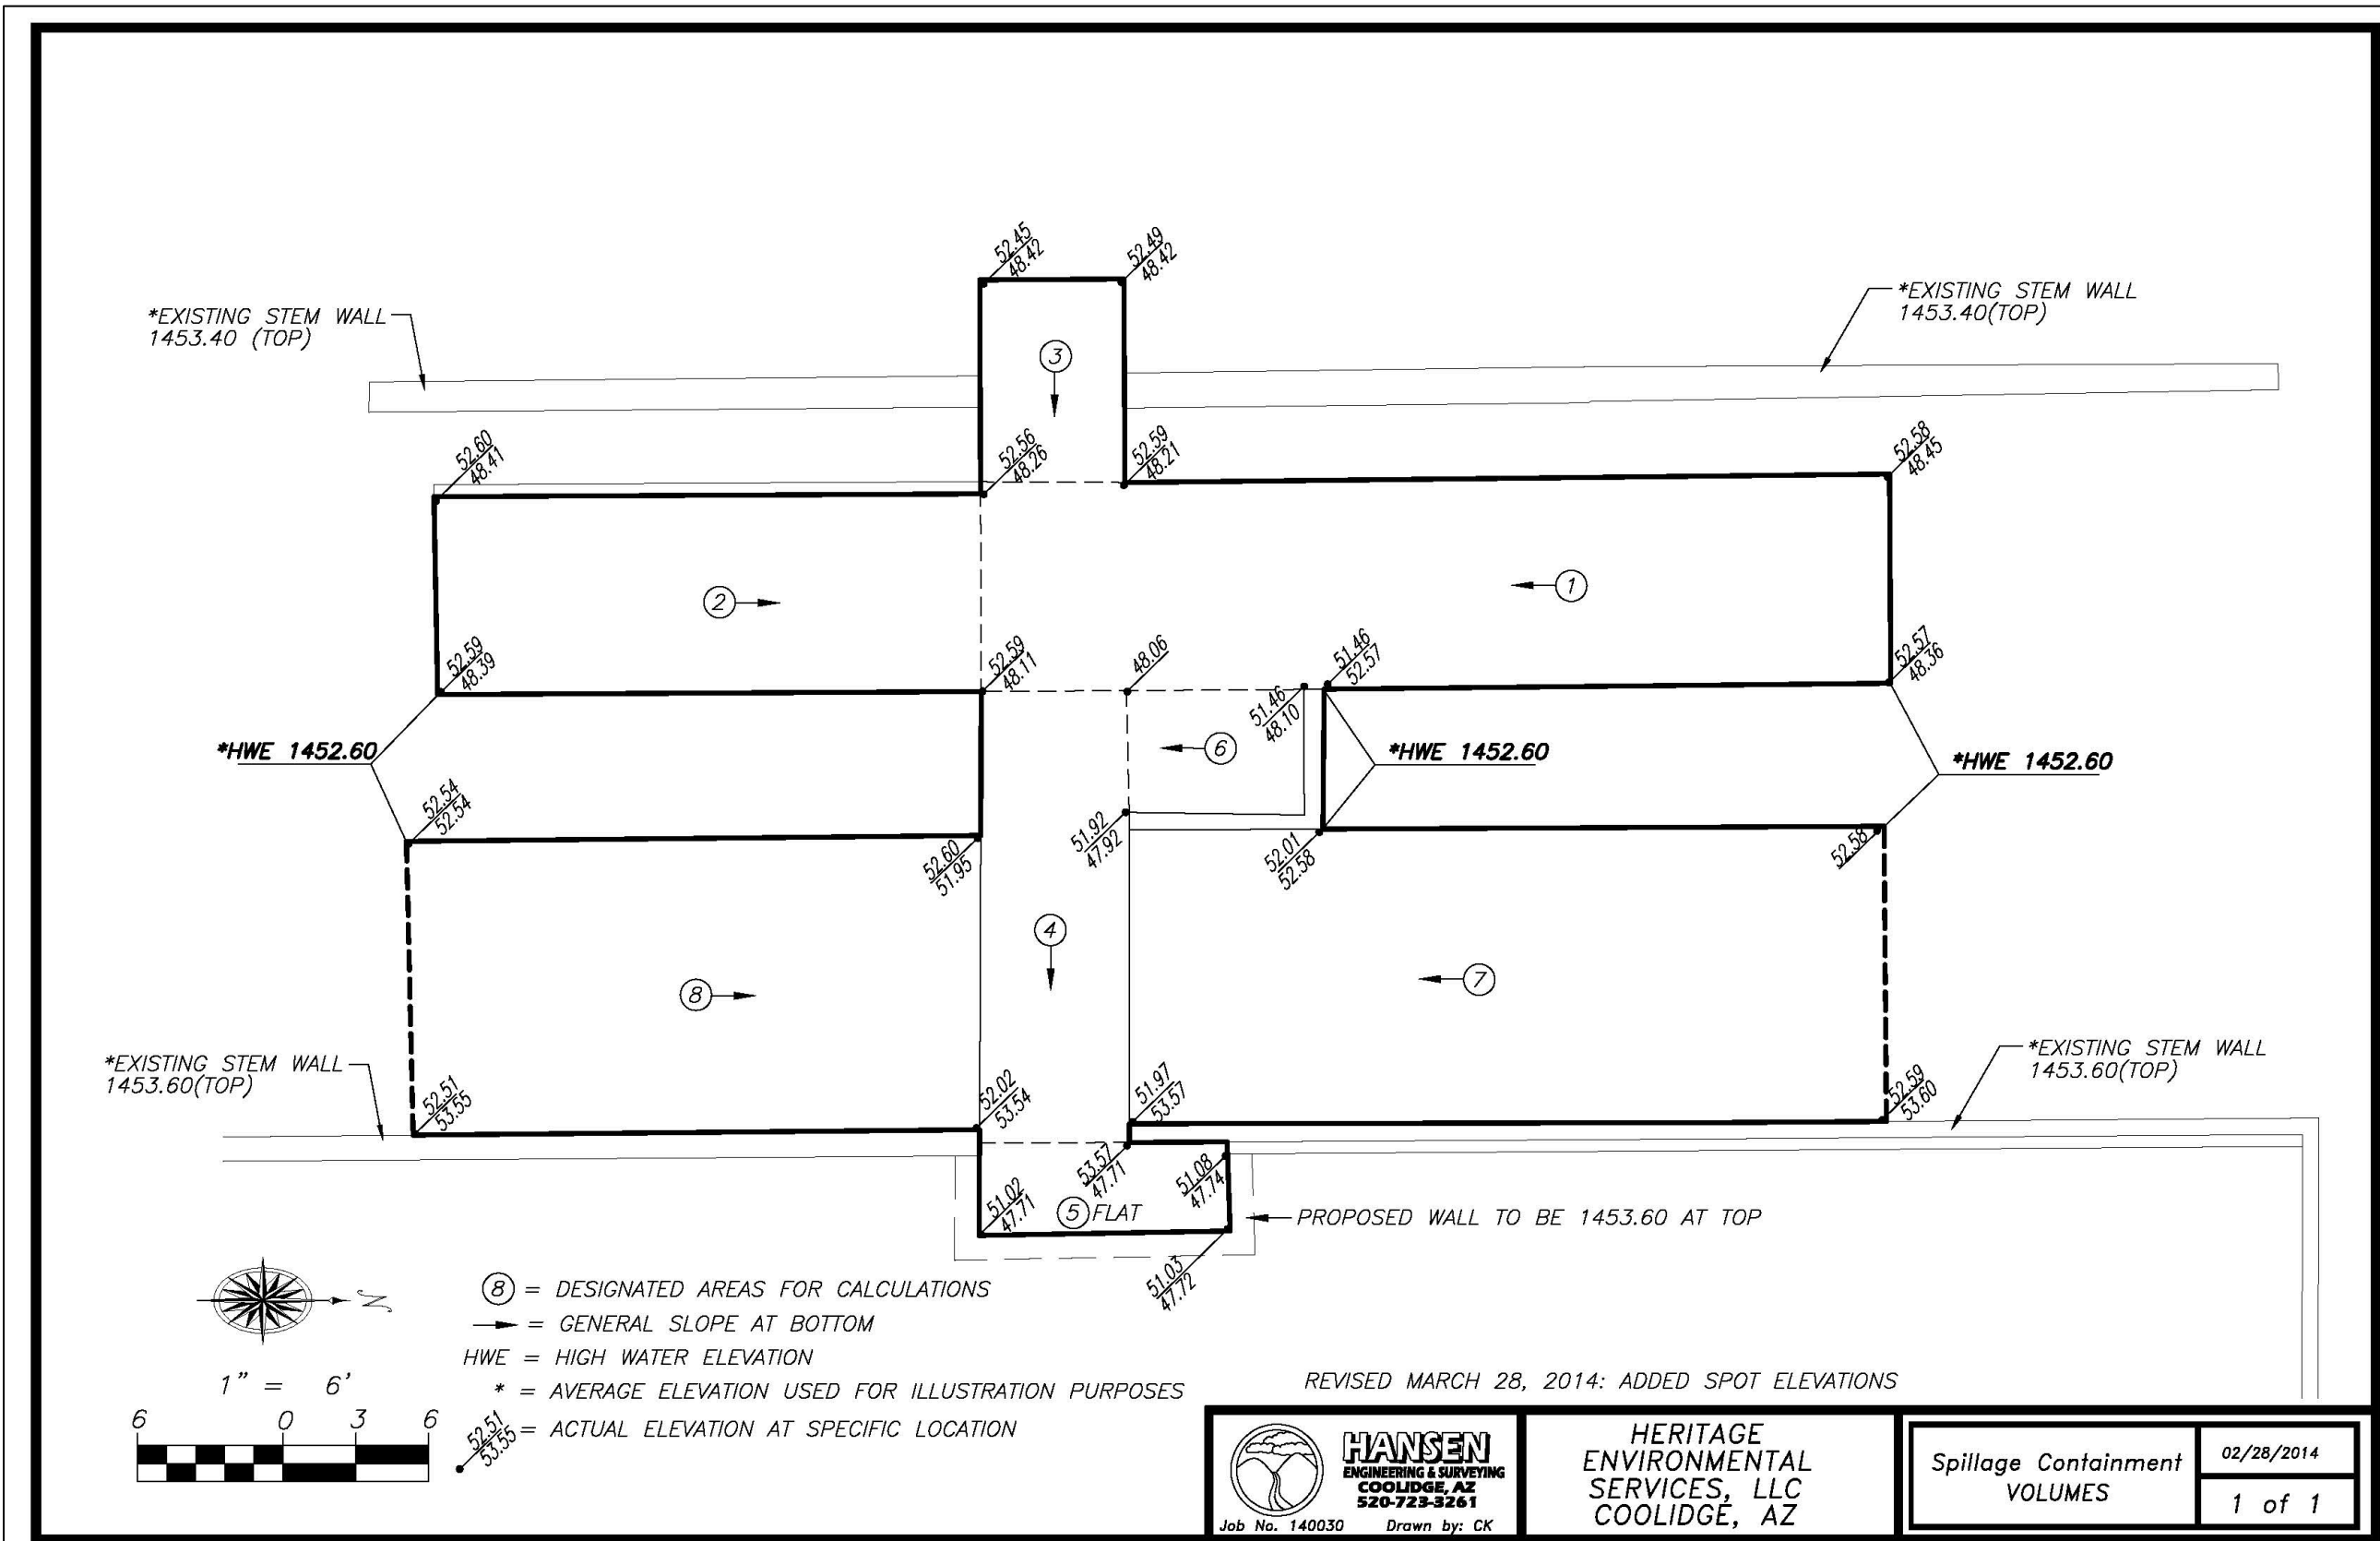 52.45
48.42
52.49
48.42
*EXISTING STEM WALL
1453.40 (TOP)
*EXISTING STEM WALL
1453.40(TOP)
3
52.60
48.41
52.56
48.26
52.59
48.21
52.58
48.45
2
1
52.59
48.39
52.59
48.11
48.06
51.46
52.57
52.57
48.36
51.46
48.10
6
*HWE 1452.60
*HWE 1452.60
*HWE 1452.60
52.54
52.54
52.60
51.95
51.92
47.92
52.01
52.58
52.58
4
8
7
*EXISTING STEM WALL
1453.60(TOP)
*EXISTING STEM WALL
1453.60(TOP)
52.51
53.55
52.02
53.54
51.97
53.57
52.59
53.60
53.57
47.71
51.08
47.74
51.02
47.71
5 FLAT
PROPOSED WALL TO BE 1453.60 AT TOP
51.03
47.72
N
8 = DESIGNATED AREAS FOR CALCULATIONS
= GENERAL SLOPE AT BOTTOM
HWE = HIGH WATER ELEVATION
* = AVERAGE ELEVATION USED FOR ILLUSTRATION PURPOSES
52.51
53.55
= ACTUAL ELEVATION AT SPECIFIC LOCATION
1" = 6'
6 0 3 6
REVISED MARCH 28, 2014: ADDED SPOT ELEVATIONS
HANSEN
ENGINEERING & SURVEYING
COOLIDGE, AZ
520-723-3261
Job No. 140030 Drawn by: CK
HERITAGE
ENVIRONMENTAL
SERVICES, LLC
COOLIDGE, AZ
Spillage Containment
VOLUMES
02/28/2014
1 of 1